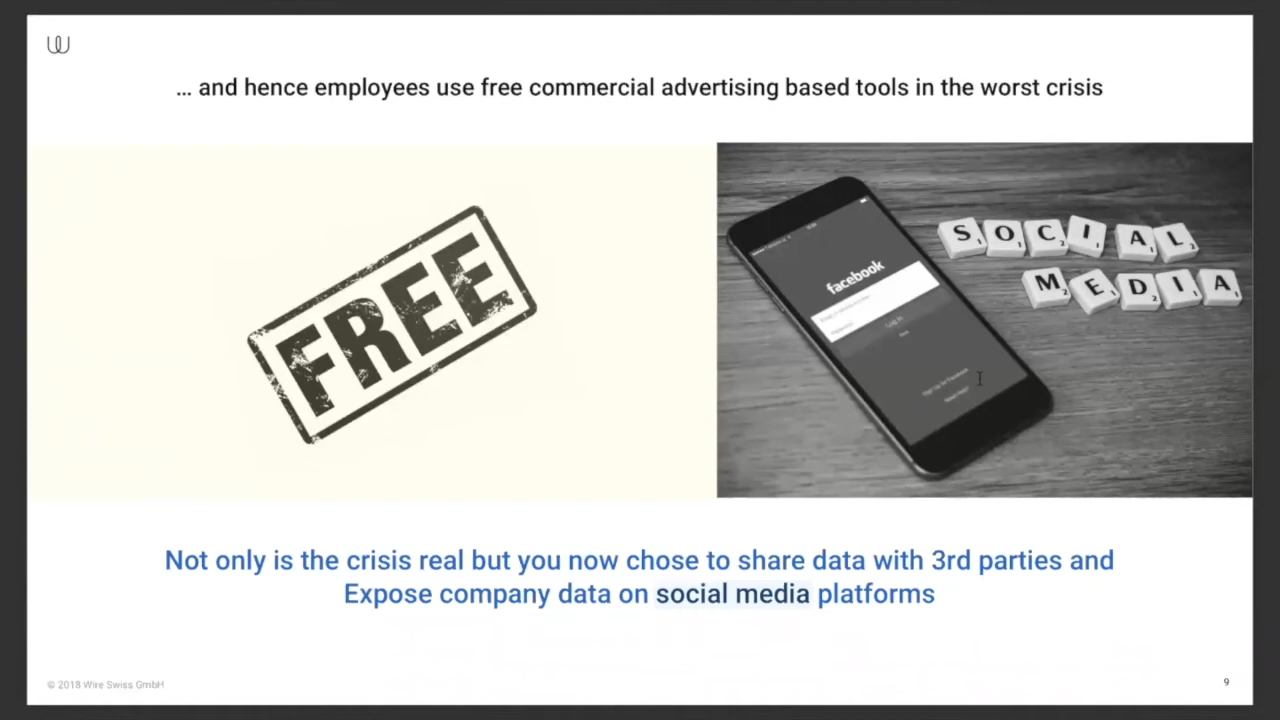 ... and hence employees use free commercial advertising based tools in the worst crisis
FREE
facebook
Log In
SOCIAL
MEDIA
Not only is the crisis real but you now chose to share data with 3rd parties and
Expose company data on social media platforms
© 2018 Wire Swiss GmbH
9